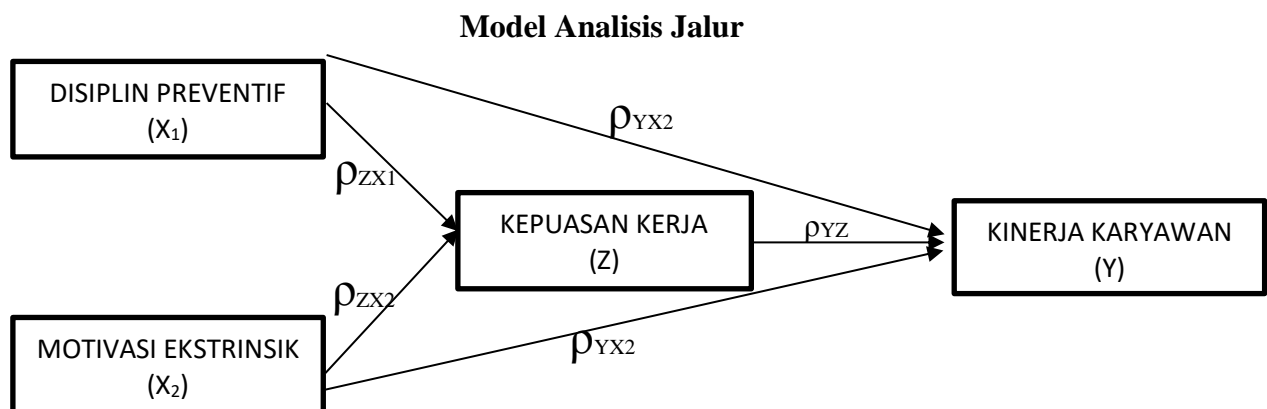 Model Analisis Jalur
DISIPLIN PREVENTIF
(X₁)
ρYX2
ρZX1
KEPUASAN KERJA
(Z)
ρYZ
KINERJA KARYAWAN
(Y)
ρZX2
MOTIVASI EKSTRINSIK
(X₂)
ρYX2